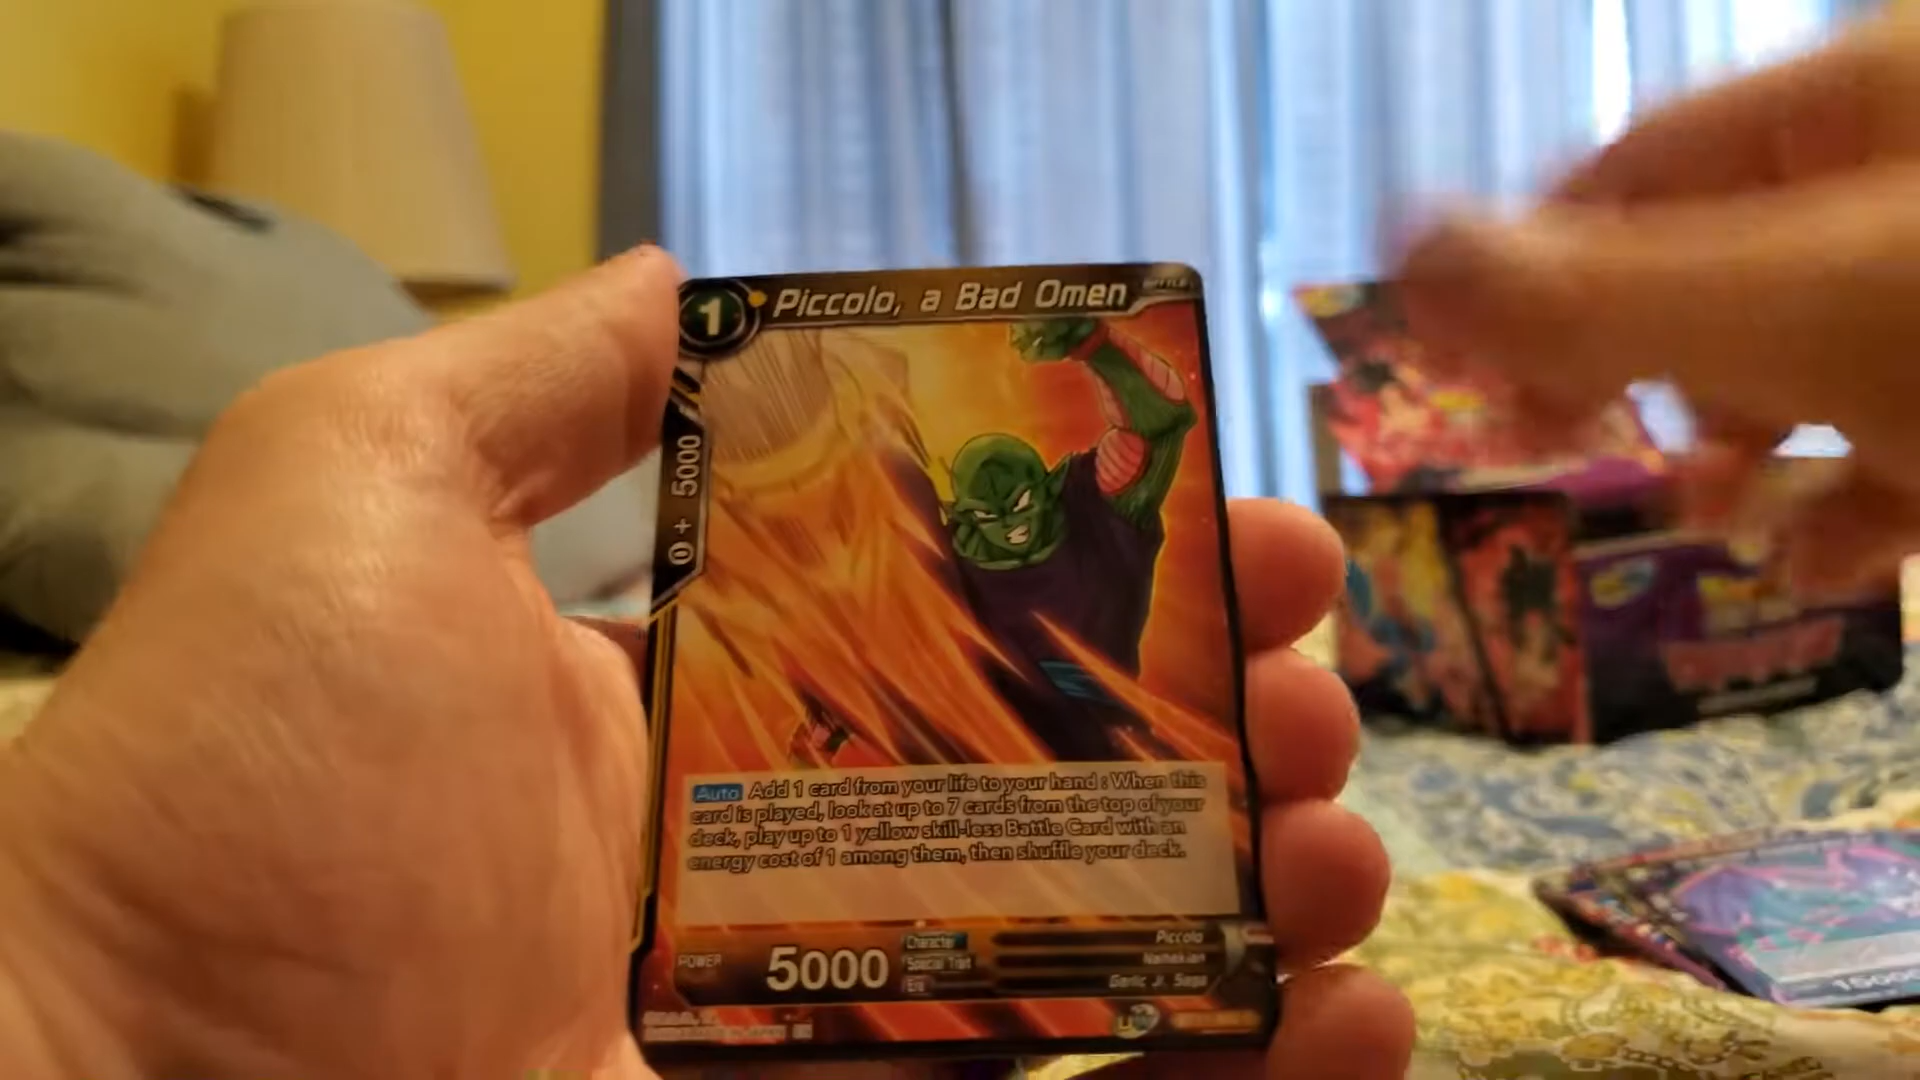 1 Piccolo, a Bad Omen BATTLE
0 + 5000
Auto Add 1 card from your life to your hand : When this
card is played, look at up to 7 cards from the top of your
deck, play up to 1 yellow skill-less Battle Card with an
energy cost of 1 among them, then shuffle your deck.
POWER 5000
Character Piccolo
Special Trait Namekian
Era Garlic Jr. Saga
UW
15000